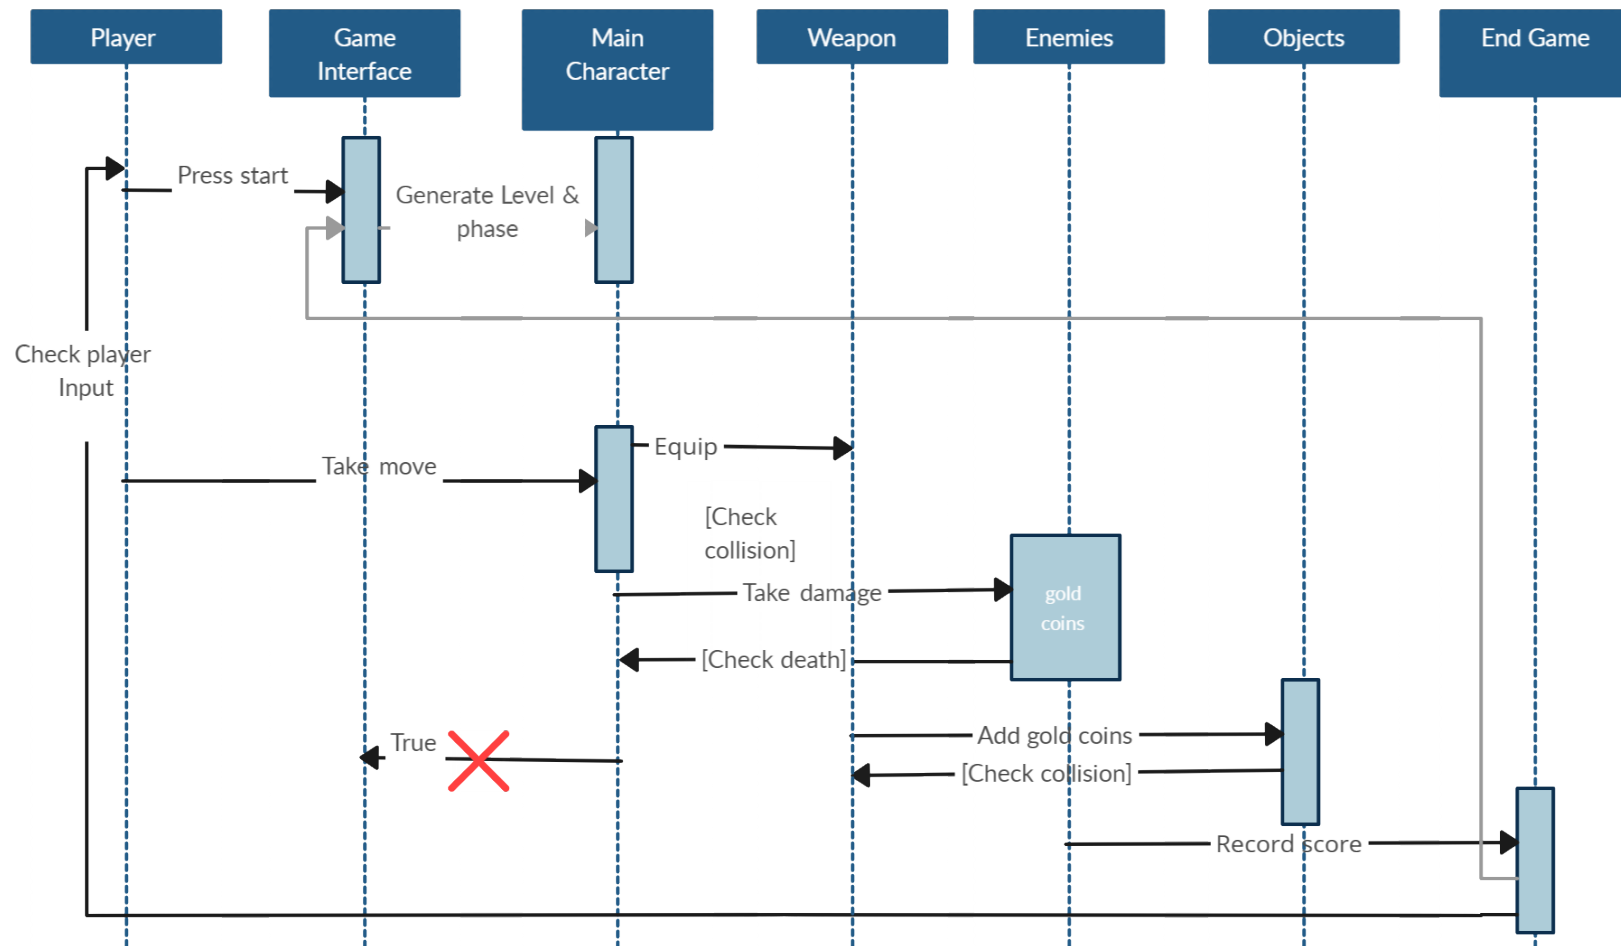 Player
Game
Interface
Main
Character
Weapon
Enemies
Objects
End Game
Press start
Generate Level &
phase
Check player
Input
Equip
Take move
[Check
collision]
Take damage
gold
coins
[Check death]
True
Add gold coins
[Check collision]
Record score